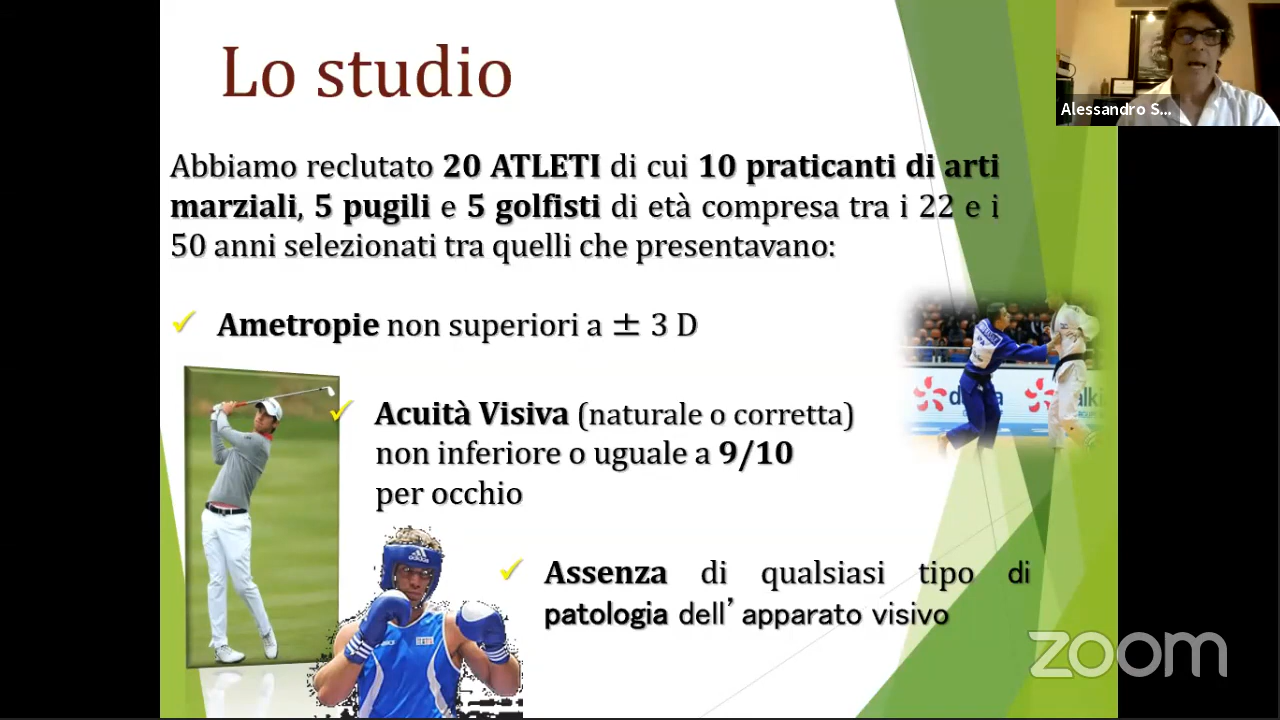 Lo studio
Alessandro S...
Abbiamo reclutato 20 ATLETI di cui 10 praticanti di arti
marziali, 5 pugili e 5 golfisti di età compresa tra i 22 e i
50 anni selezionati tra quelli che presentavano:
Ametropie non superiori a ± 3 D
Acuità Visiva (naturale o corretta)
non inferiore o uguale a 9/10
per occhio
adidas
Assenza di qualsiasi tipo di
patologia dell' apparato visivo
zoom